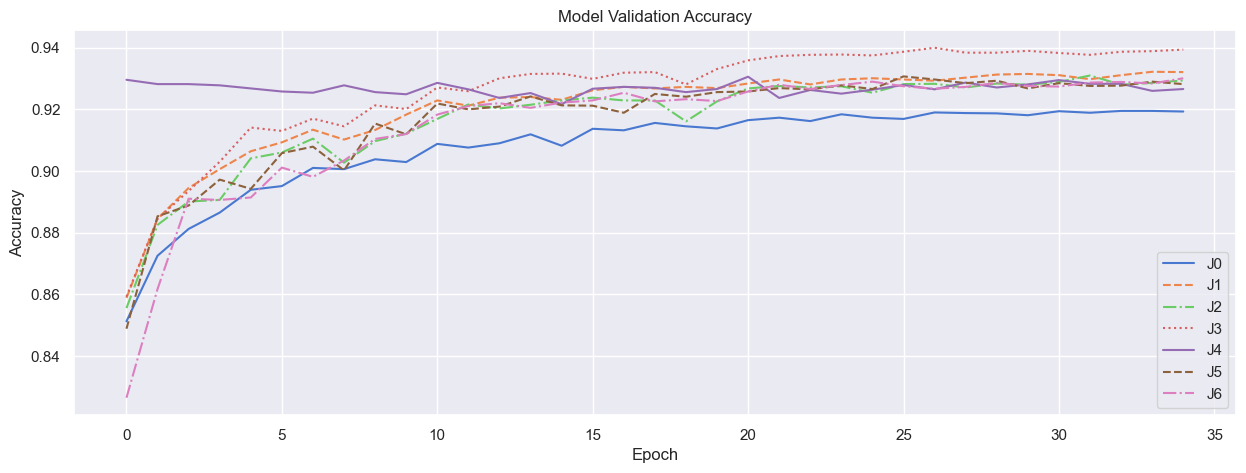 Model Validation Accuracy
Accuracy
0.94
0.92
0.90
0.88
0.86
0.84
J0
J1
J2
J3
J4
J5
J6
0 5 10 15 20 25 30 35
Epoch